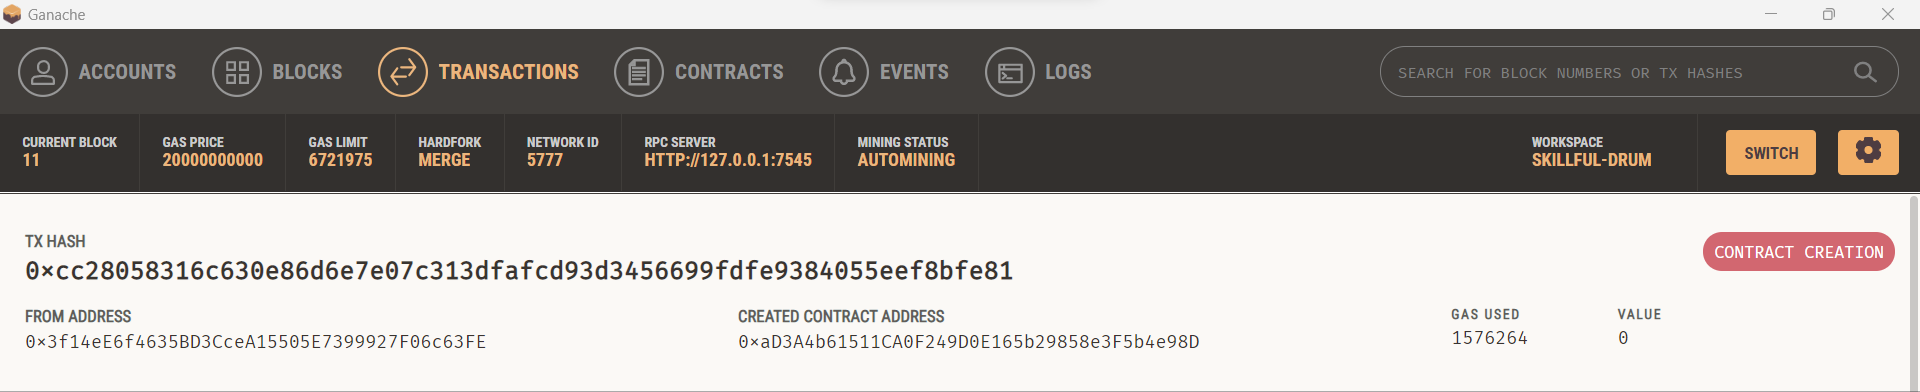 Ganache
ACCOUNTS BLOCKS TRANSACTIONS CONTRACTS EVENTS LOGS SEARCH FOR BLOCK NUMBERS OR TX HASHES
CURRENT BLOCK GAS PRICE GAS LIMIT HARDFORK NETWORK ID RPC SERVER MINING STATUS WORKSPACE
11 20000000000 6721975 MERGE 5777 HTTP://127.0.0.1:7545 AUTOMINING SKILLFUL-DRUM SWITCH
TX HASH
0×cc28058316c630e86d6e7e07c313dfafcd93d3456699fdfe9384055eef8bfe81 CONTRACT CREATION
FROM ADDRESS CREATED CONTRACT ADDRESS GAS USED VALUE
0×3f14eE6f4635BD3CceA15505E7399927F06c63FE 0×aD3A4b61511CA0F249D0E165b29858e3F5b4e98D 1576264 0